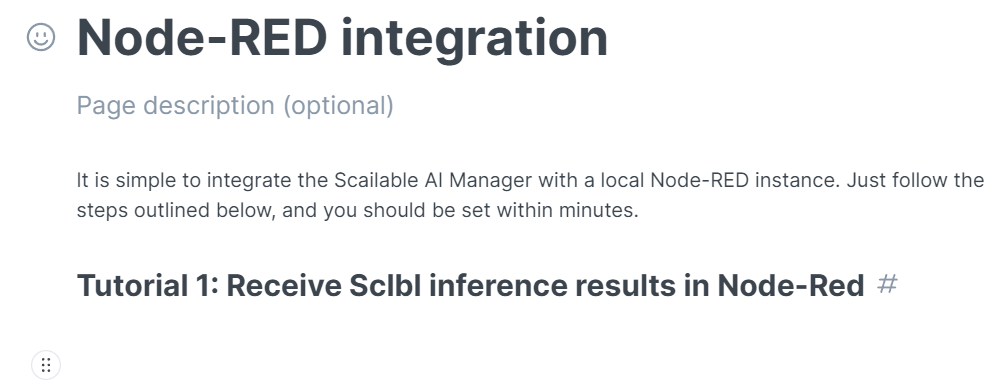 Node-RED integration
Page description (optional)
It is simple to integrate the Scailable AI Manager with a local Node-RED instance. Just follow the
steps outlined below, and you should be set within minutes.
Tutorial 1: Receive Sclbl inference results in Node-Red #